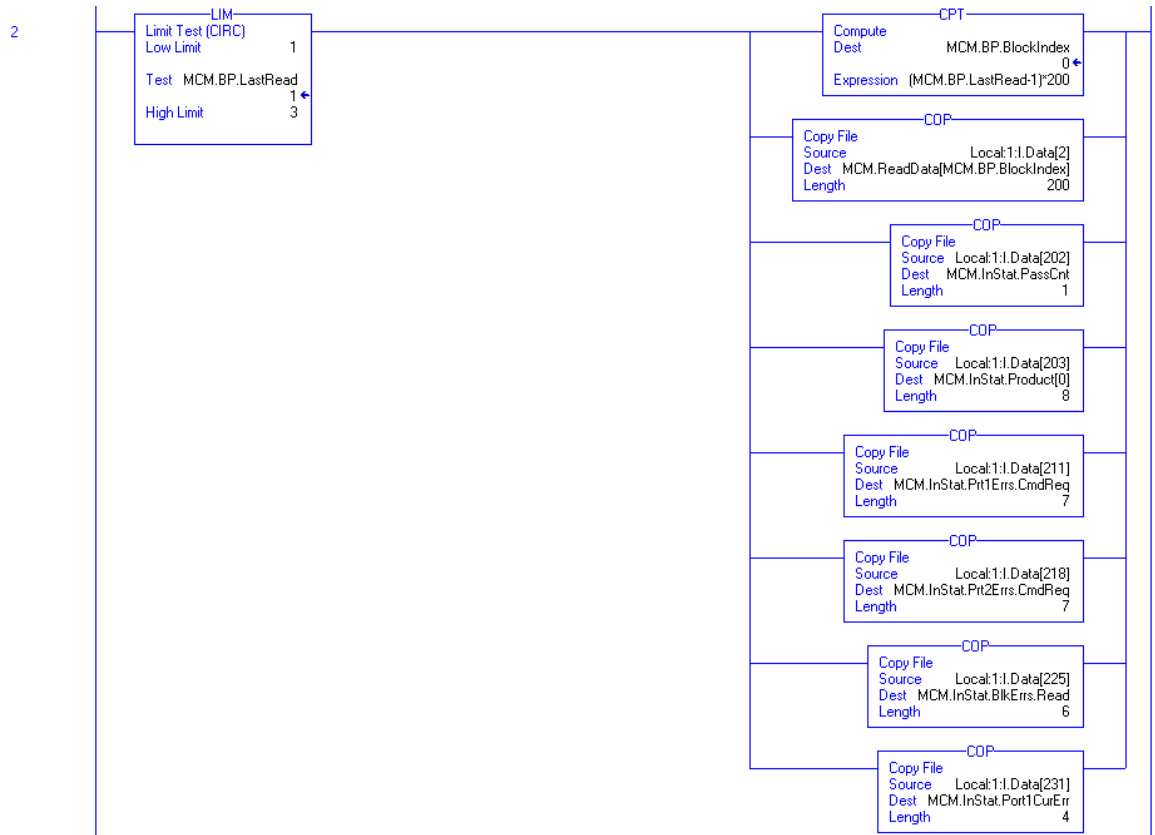 LIM
2
Limit Test (CIRC)
Low Limit 1
Test MCM.BP.LastRead
1
High Limit 3
CPT
Compute
Dest MCM.BP.BlockIndex
0
Expression (MCM.BP.LastRead-1)*200
COP
Copy File
Source Local:1:I.Data[2]
Dest MCM.ReadData[MCM.BP.BlockIndex]
Length 200
COP
Copy File
Source Local:1:I.Data[202]
Dest MCM.InStat.PassCnt
Length 1
COP
Copy File
Source Local:1:I.Data[203]
Dest MCM.InStat.Product[0]
Length 8
COP
Copy File
Source Local:1:I.Data[211]
Dest MCM.InStat.Prt1Errs.CmdReq
Length 7
COP
Copy File
Source Local:1:I.Data[218]
Dest MCM.InStat.Prt2Errs.CmdReq
Length 7
COP
Copy File
Source Local:1:I.Data[225]
Dest MCM.InStat.BlkErrs.Read
Length 6
COP
Copy File
Source Local:1:I.Data[231]
Dest MCM.InStat.Port1CurErr
Length 4